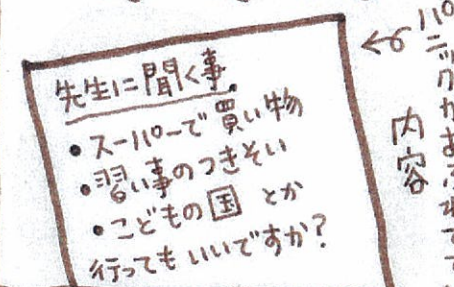 先生に聞く事
・スーパーで買い物
・習い事のつきそい
・こどもの国とか
行ってもいいですか?
内容